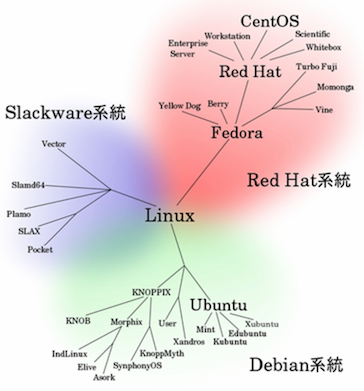 CentOS
Workstation
Scientific
Enterprise
Server
Whitebox
Red Hat
Turbo Fuji
Momonga
Yellow Dog
Berry
Vine
Slackware系統
Fedora
Vector
Red Hat系統
Slamd64
Plamo
Linux
SLAX
Pocket
KNOPPIX
Ubuntu
KNOB
Morphix
User
Mint
Xubuntu
Edubuntu
Kubuntu
Xandros
IndLinux
KnoppMyth
Elive
SynphonyOS
Asork
Debian系統